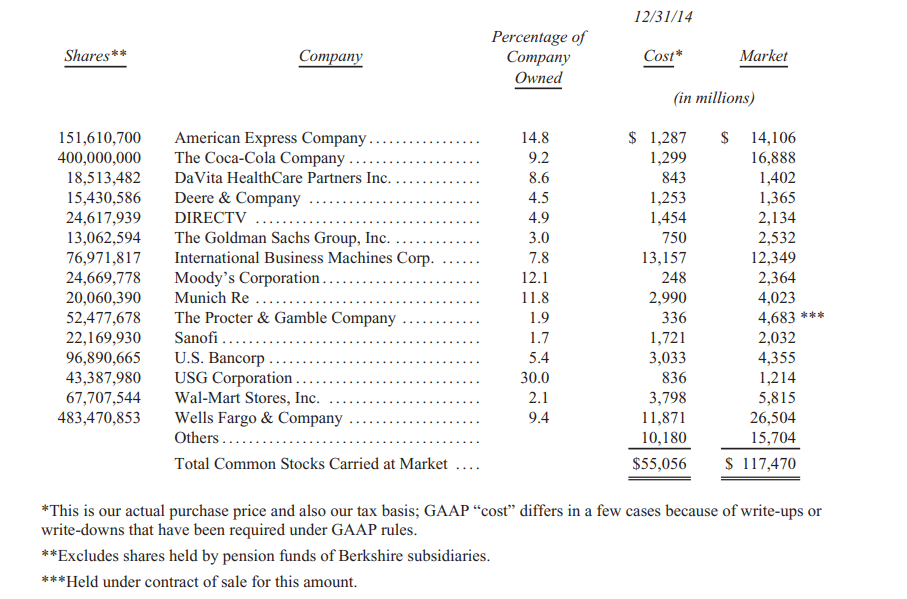 12/31/14
Percentage of
Shares** Company Company Cost* Market
Owned
(in millions)
151,610,700 American Express Company.................. 14.8 $ 1,287 $ 14,106
400,000,000 The Coca-Cola Company .................... 9.2 1,299 16,888
18,513,482 DaVita HealthCare Partners Inc. ............. 8.6 843 1,402
15,430,586 Deere & Company .......................... 4.5 1,253 1,365
24,617,939 DIRECTV .................................. 4.9 1,454 2,134
13,062,594 The Goldman Sachs Group, Inc. ............. 3.0 750 2,532
76,971,817 International Business Machines Corp. ...... 7.8 13,157 12,349
24,669,778 Moody’s Corporation........................ 12.1 248 2,364
20,060,390 Munich Re .................................. 11.8 2,990 4,023
52,477,678 The Procter & Gamble Company ............ 1.9 336 4,683 ***
22,169,930 Sanofi....................................... 1.7 1,721 2,032
96,890,665 U.S. Bancorp ................................ 5.4 3,033 4,355
43,387,980 USG Corporation............................ 30.0 836 1,214
67,707,544 Wal-Mart Stores, Inc. ....................... 2.1 3,798 5,815
483,470,853 Wells Fargo & Company .................... 9.4 11,871 26,504
Others....................................... 10,180 15,704
Total Common Stocks Carried at Market .... $55,056 $ 117,470
*This is our actual purchase price and also our tax basis; GAAP “cost” differs in a few cases because of write-ups or
write-downs that have been required under GAAP rules.
**Excludes shares held by pension funds of Berkshire subsidiaries.
***Held under contract of sale for this amount.